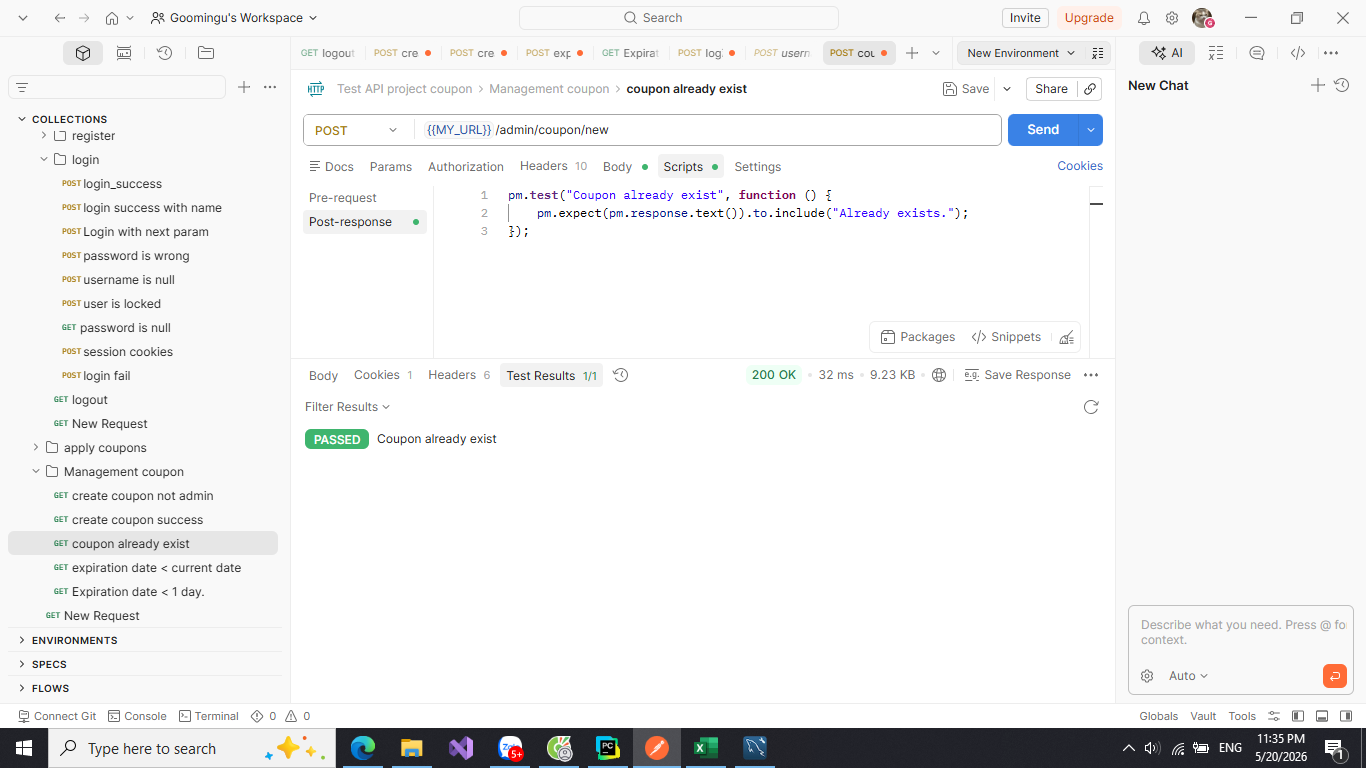 Goomingu's Workspace
Search
Invite
Upgrade
GET logout
POST cre
POST cre
POST exp
GET Expirat
POST log
POST usern
POST cou
New Environment
AI
COLLECTIONS
register
login
POST login_success
POST login success with name
POST Login with next param
POST password is wrong
POST username is null
POST user is locked
GET password is null
POST session cookies
POST login fail
GET logout
GET New Request
apply coupons
Management coupon
GET create coupon not admin
GET create coupon success
GET coupon already exist
GET expiration date < current date
GET Expiration date < 1 day.
GET New Request
ENVIRONMENTS
SPECS
FLOWS
HTTP
Test API project coupon > Management coupon > coupon already exist
Save
Share
POST
{{MY_URL}} /admin/coupon/new
Send
Docs
Params
Authorization
Headers 10
Body
Scripts
Settings
Cookies
Pre-request
Post-response
1 pm.test("Coupon already exist", function () {
2 pm.expect(pm.response.text()).to.include("Already exists.");
3 });
Packages
Snippets
Body
Cookies 1
Headers 6
Test Results 1/1
200 OK
32 ms
9.23 KB
e.g. Save Response
Filter Results
PASSED Coupon already exist
New Chat
Describe what you need. Press @ for
context.
Auto
Connect Git
Console
Terminal
0
0
Globals
Vault
Tools
Type here to search
5+
PC
ENG
11:35 PM
5/20/2026
1